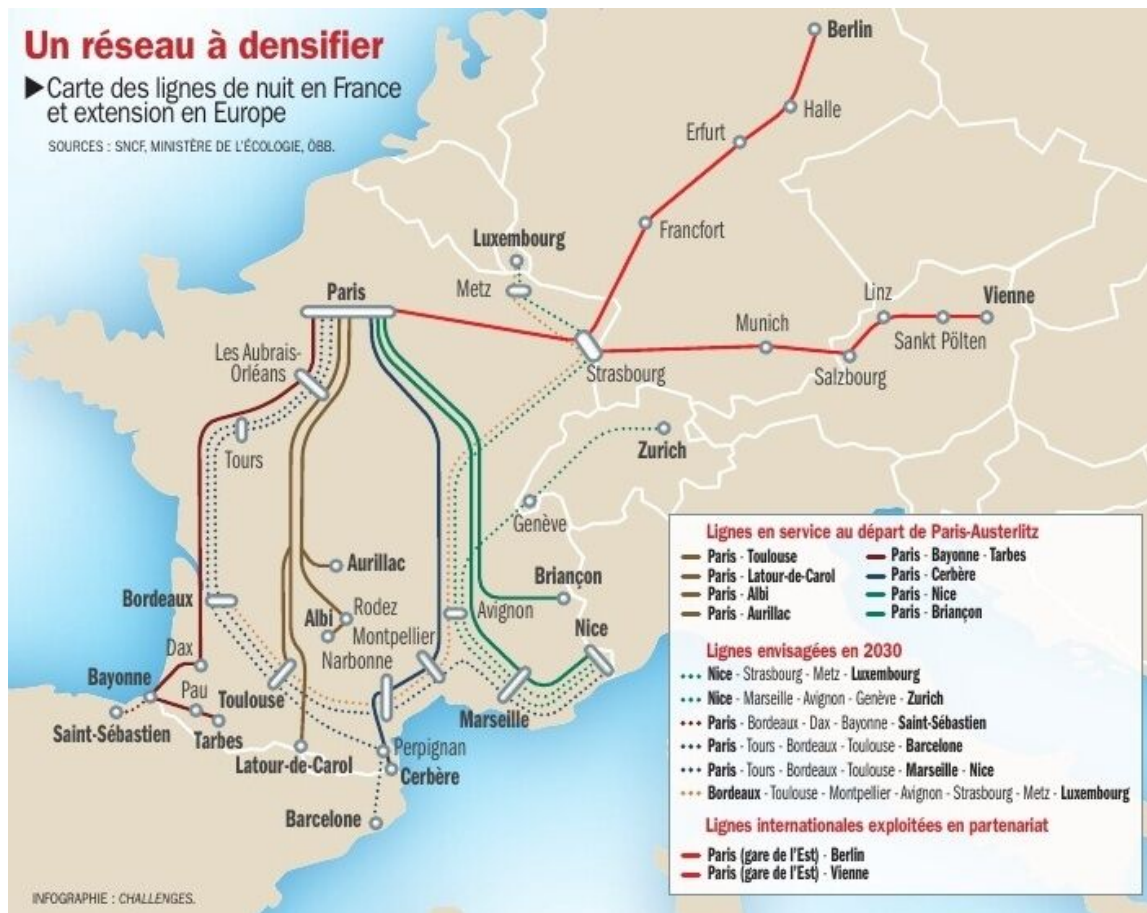 Un réseau à densifier
▶Carte des lignes de nuit en France
et extension en Europe
SOURCES : SNCF, MINISTÈRE DE L'ÉCOLOGIE, ÖBB.
Berlin
Halle
Erfurt
Francfort
Luxembourg
Metz
Paris
Linz
Vienne
Munich
Sankt Pölten
Les Aubrais-
Orléans
Strasbourg
Salzbourg
Tours
Zurich
Genève
Aurillac
Briançon
Bordeaux
Albi
Rodez
Avignon
Nice
Montpellier
Narbonne
Dax
Bayonne
Pau
Toulouse
Marseille
Saint-Sébastien
Tarbes
Latour-de-Carol
Perpignan
Cerbère
Barcelone
Lignes en service au départ de Paris-Austerlitz
Paris - Toulouse
Paris - Latour-de-Carol
Paris - Albi
Paris - Aurillac
Paris - Bayonne - Tarbes
Paris - Cerbère
Paris - Nice
Paris - Briançon
Lignes envisagées en 2030
Nice - Strasbourg - Metz - Luxembourg
Nice - Marseille - Avignon - Genève - Zurich
Paris - Bordeaux - Dax - Bayonne - Saint-Sébastien
Paris - Tours - Bordeaux - Toulouse - Barcelone
Paris - Tours - Bordeaux - Toulouse - Marseille - Nice
Bordeaux - Toulouse - Montpellier - Avignon - Strasbourg - Metz - Luxembourg
Lignes internationales exploitées en partenariat
Paris (gare de l'Est) - Berlin
Paris (gare de l'Est) - Vienne
INFOGRAPHIE : CHALLENGES.